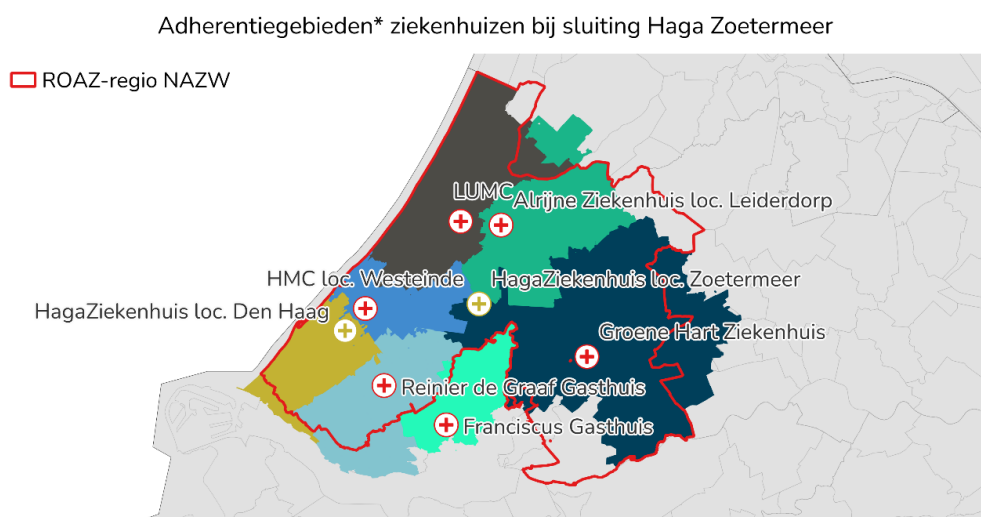 Adherentiegebieden* ziekenhuizen bij sluiting Haga Zoetermeer
ROAZ-regio NAZW
LUMC
Alrijne Ziekenhuis loc. Leiderdorp
HMC loc. Westeinde
HagaZiekenhuis loc. Zoetermeer
HagaZiekenhuis loc. Den Haag
Groene Hart Ziekenhuis
Reinier de Graaf Gasthuis
Franciscus Gasthuis